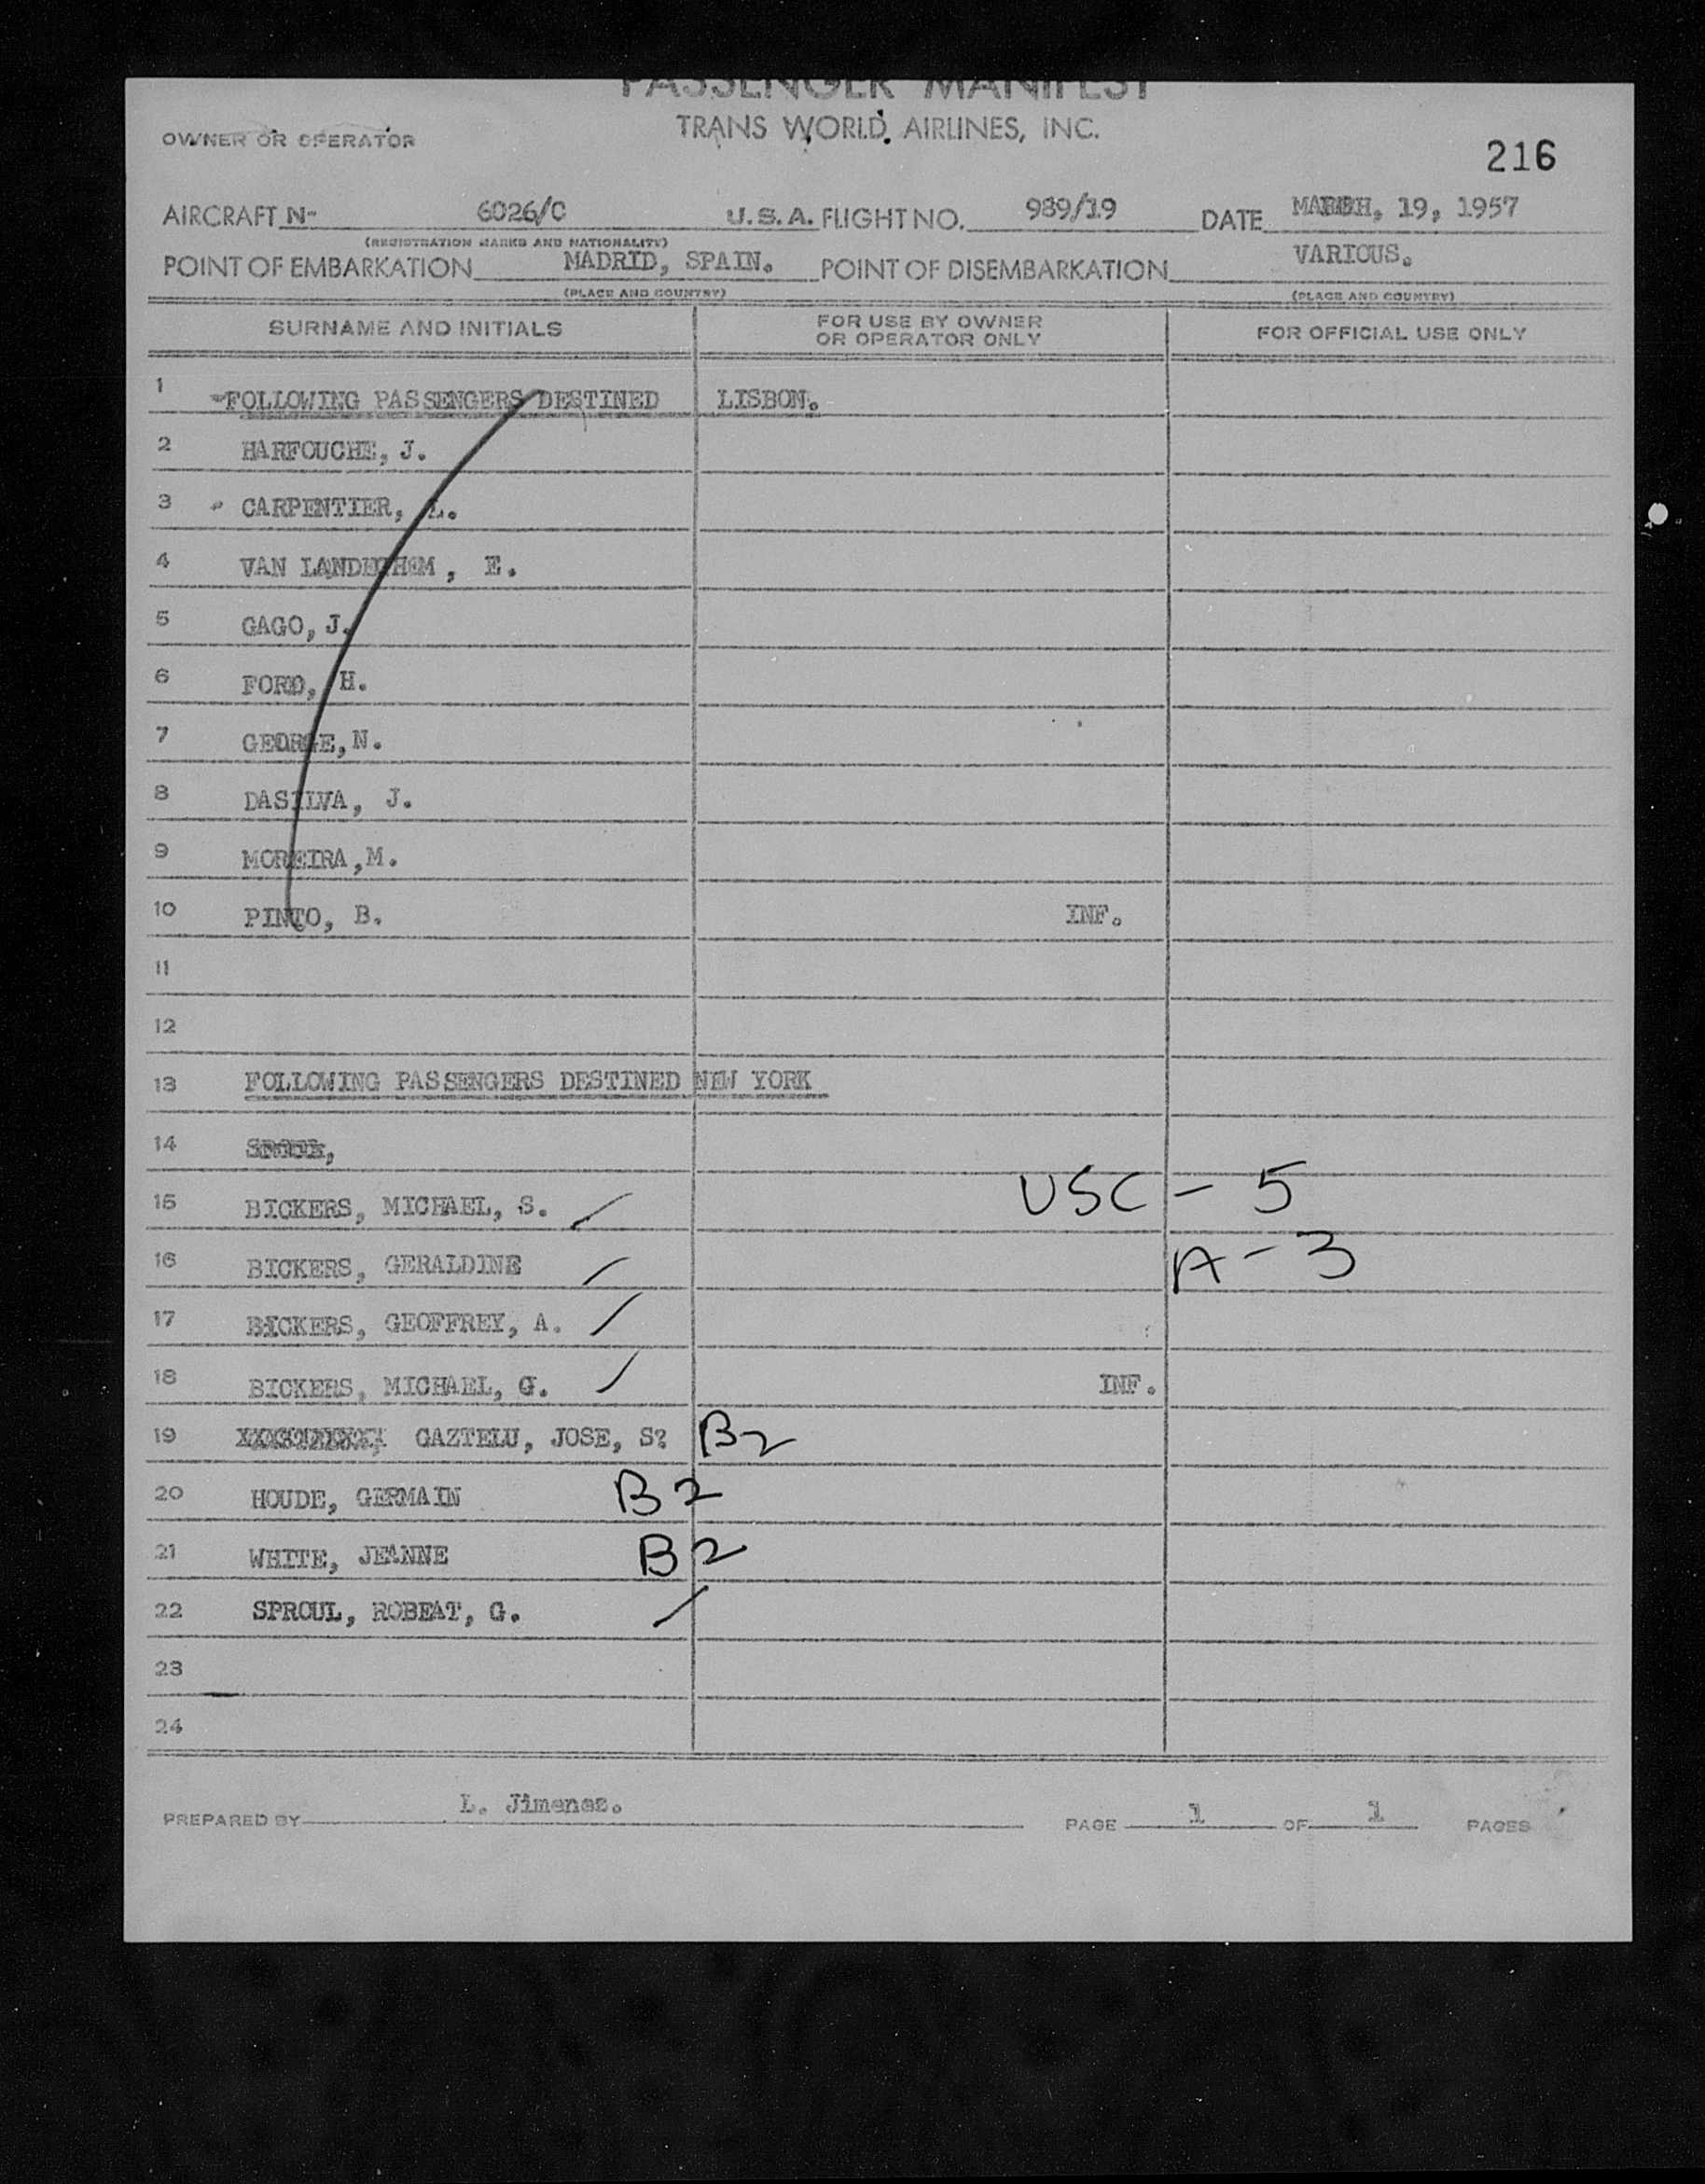 PASSENGER MANIFEST
OWNER OR OPERATOR TRANS WORLD AIRLINES, INC.
216
AIRCRAFT N- 6026/C U.S.A. FLIGHT NO. 989/19 DATE MARCH, 19, 1957
(REGISTRATION MARKS AND NATIONALITY)
POINT OF EMBARKATION MADRID, SPAIN. POINT OF DISEMBARKATION VARIOUS.
(PLACE AND COUNTRY) (PLACE AND COUNTRY)
SURNAME AND INITIALS FOR USE BY OWNER OR OPERATOR ONLY FOR OFFICIAL USE ONLY
1 FOLLOWING PASSENGERS DESTINED LISBON.
2 HARFOUCHE, J.
3 CARPENTIER, L.
4 VAN , E.
5 GAGO, J.
6 FORD, H.
7 GEORGE, N.
8 DASILVA, J.
9 MOREIRA, M.
10 PINTO, B. INF.
11
12
13 FOLLOWING PASSENGERS DESTINED NEW YORK
14
15 BICKERS, MICHAEL, S. USC - 5
16 BICKERS, GERALDINE A - 3
17 BICKERS, GEOFFREY, A.
18 BICKERS, MICHAEL, G. INF.
19 GAZTELU, JOSE, S? B2
20 HOUDE, GERMAIN B2
21 WHITE, JEANNE B2
22 SPROUL, ROBEAT, G.
23
24
PREPARED BY L. Jimenez. PAGE 1 OF 1 PAGES